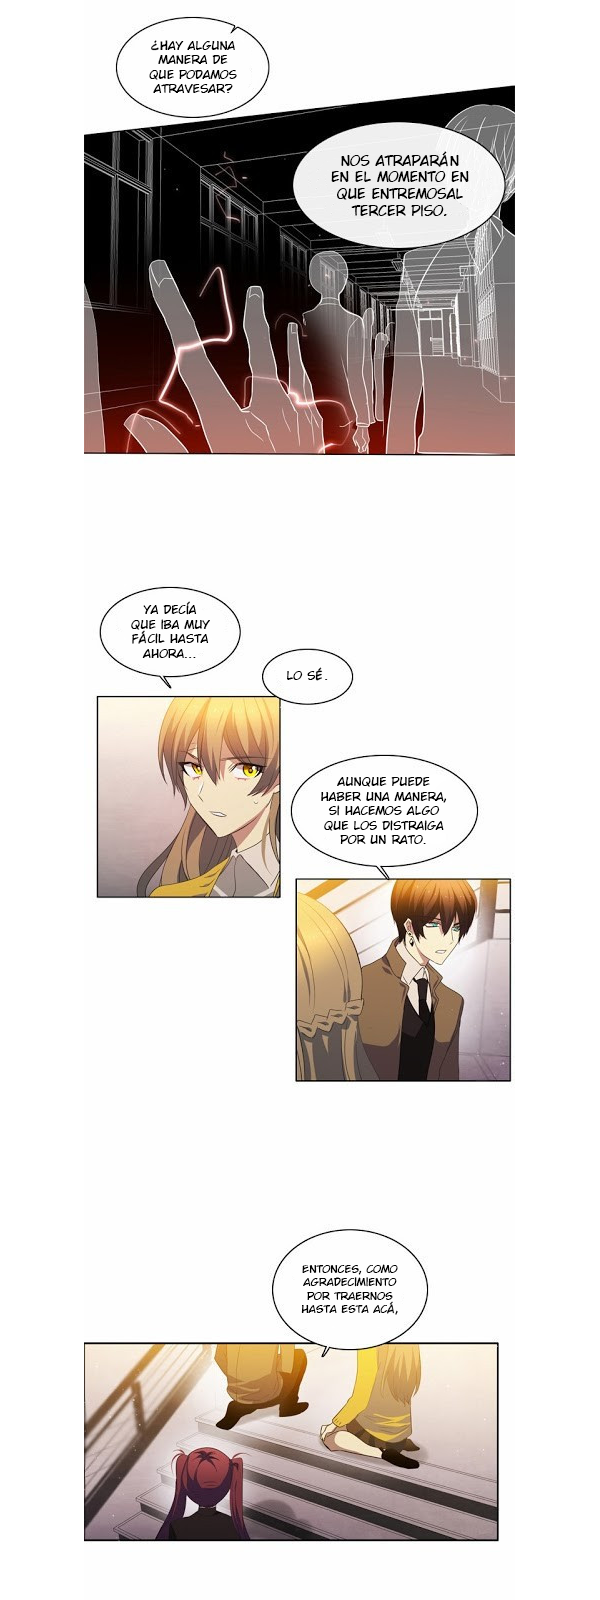 ¿HAY ALGUNA
MANERA DE
QUE PODAMOS
ATRAVESAR?
NOS ATRAPARÁN
EN EL MOMENTO EN
QUE ENTREMOSAL
TERCER PISO.
YA DECÍA
QUE IBA MUY
FÁCIL HASTA
AHORA...
LO SÉ.
AUNQUE PUEDE
HABER UNA MANERA,
SI HACEMOS ALGO
QUE LOS DISTRAIGA
POR UN RATO.
ENTONCES, COMO
AGRADECIMIENTO
POR TRAERNOS
HASTA ESTA ACÁ,